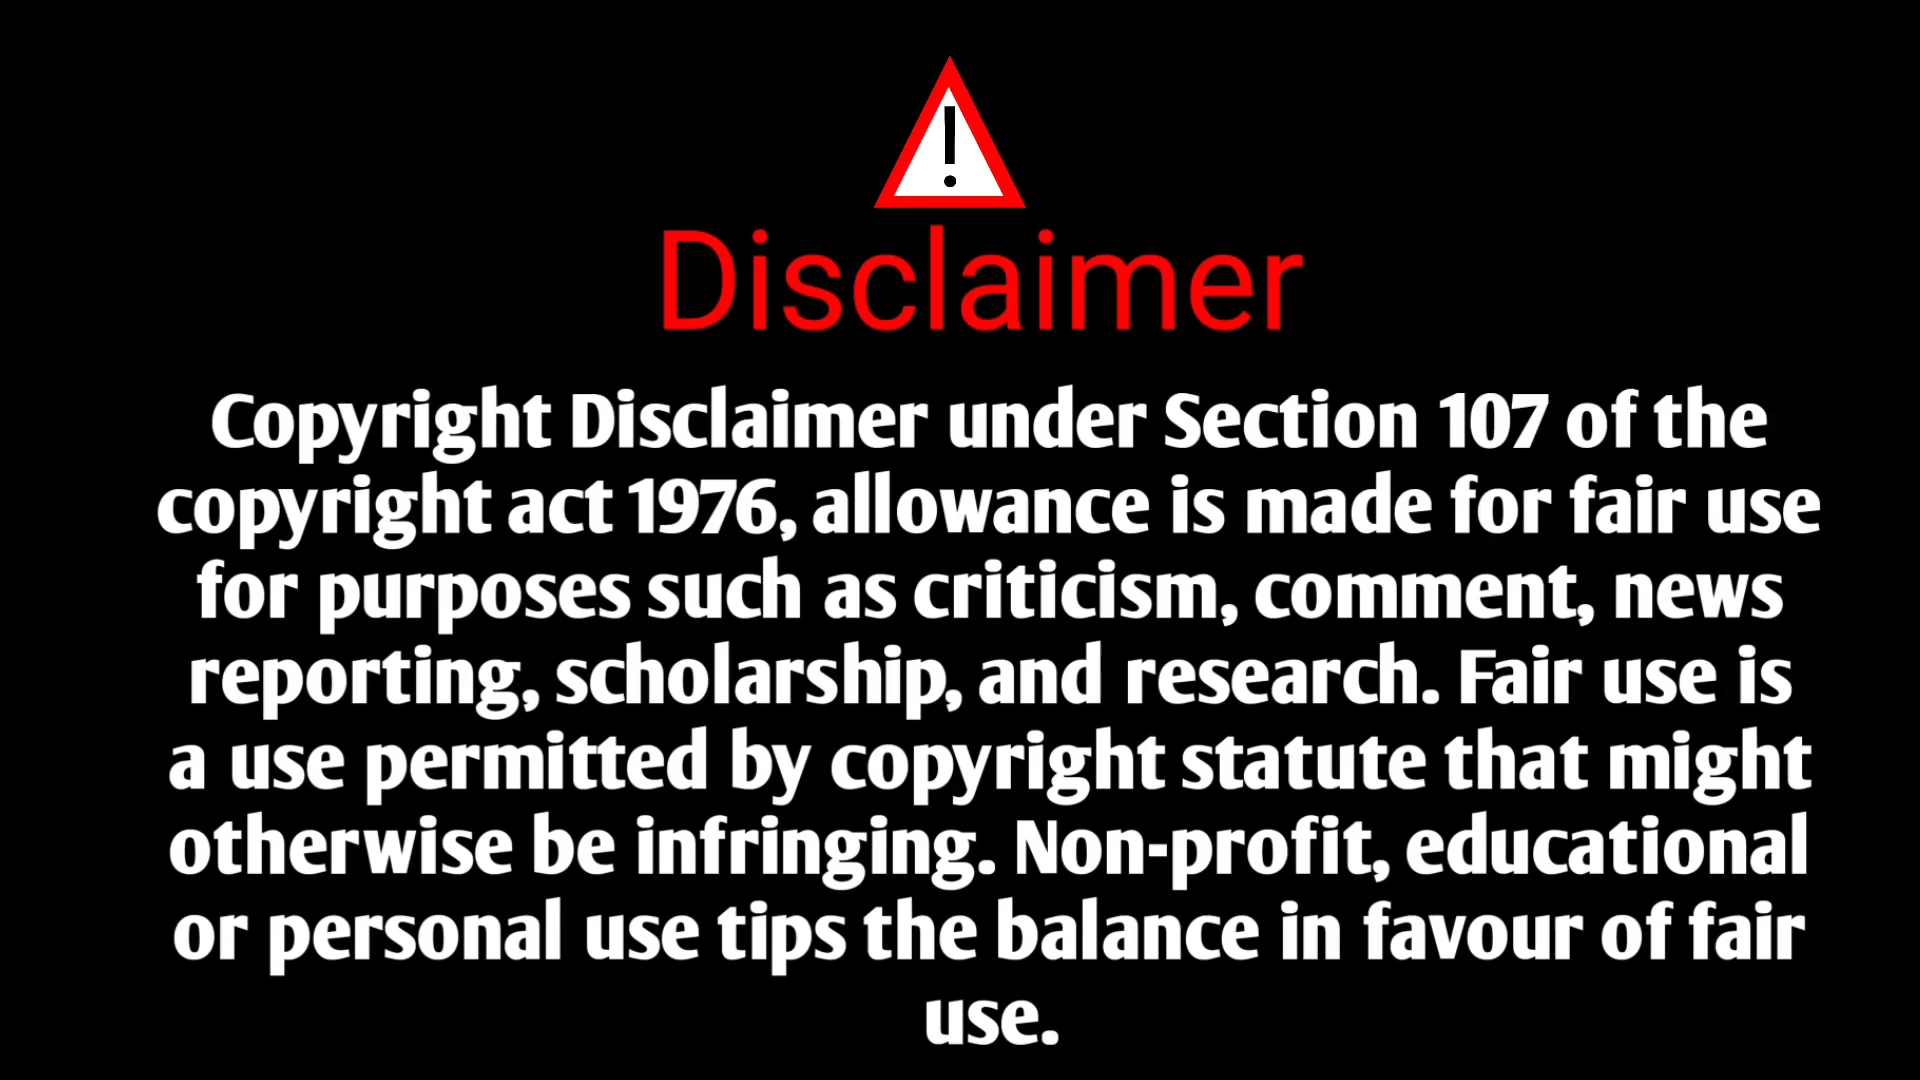 Disclaimer
Copyright Disclaimer under Section 107 of the
copyright act 1976, allowance is made for fair use
for purposes such as criticism, comment, news
reporting, scholarship, and research. Fair use is
a use permitted by copyright statute that might
otherwise be infringing. Non-profit, educational
or personal use tips the balance in favour of fair
use.